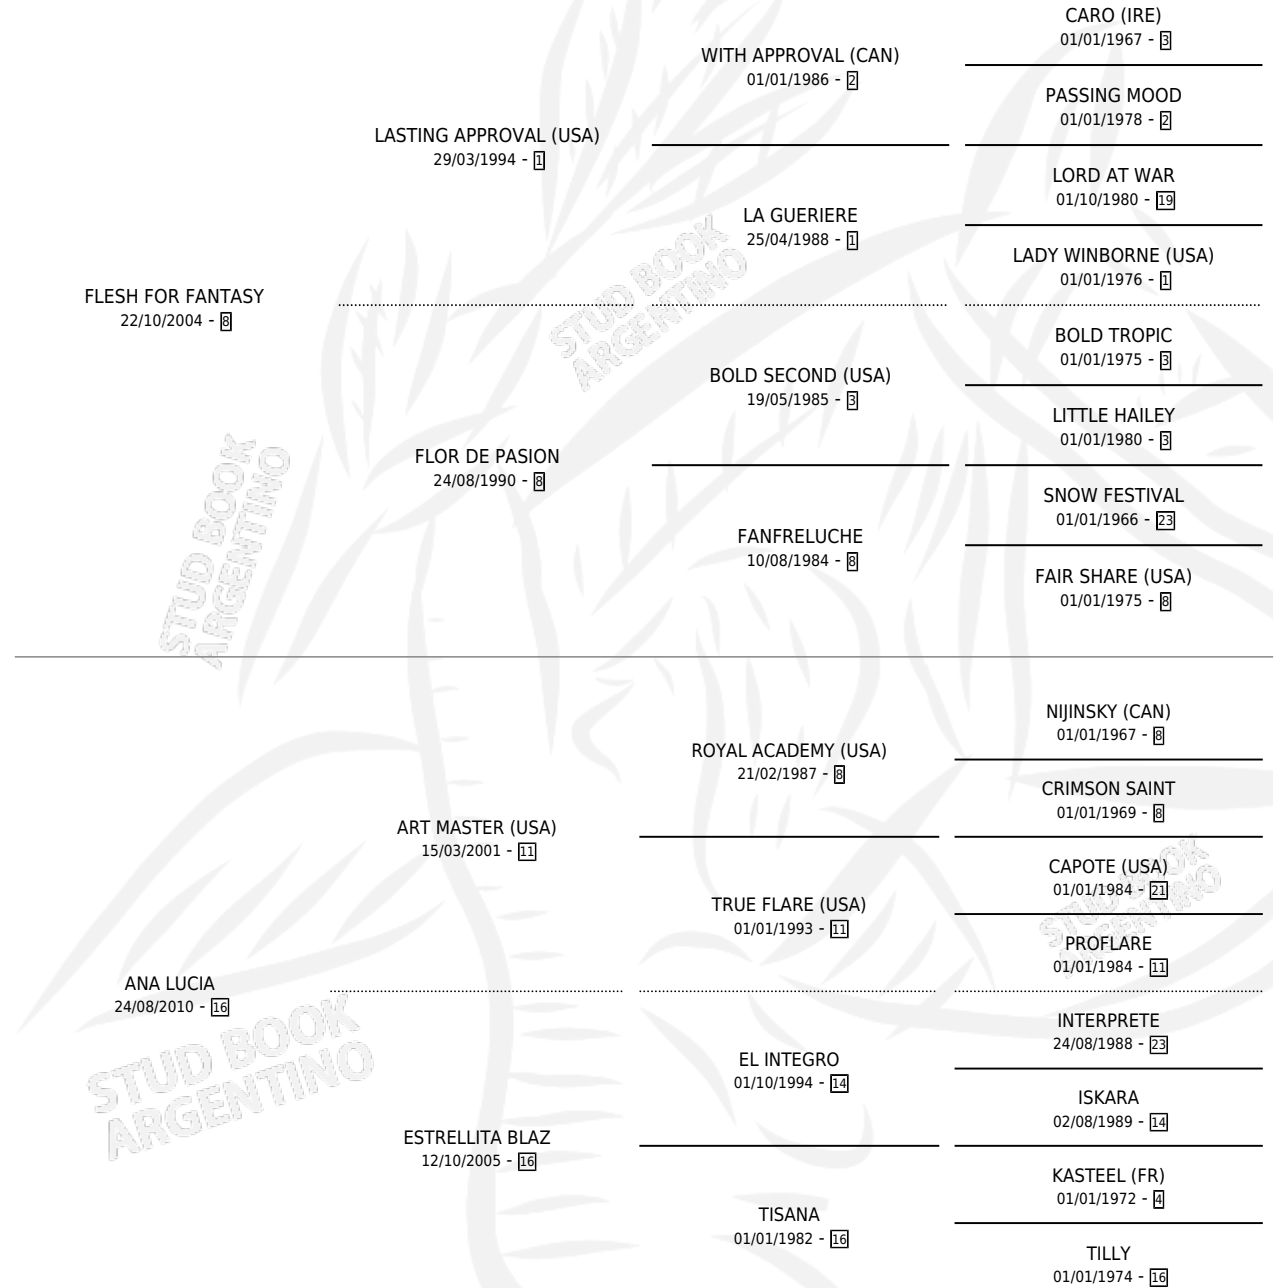 CARO (IRE)
01/01/1967 - 3
WITH APPROVAL (CAN)
01/01/1986 - 2
PASSING MOOD
01/01/1978 - 2
LASTING APPROVAL (USA)
29/03/1994 - 1
LORD AT WAR
01/10/1980 - 19
LA GUERIERE
25/04/1988 - 1
LADY WINBORNE (USA)
01/01/1976 - 1
FLESH FOR FANTASY
22/10/2004 - 8
BOLD TROPIC
01/01/1975 - 3
BOLD SECOND (USA)
19/05/1985 - 3
LITTLE HAILEY
01/01/1980 - 3
FLOR DE PASION
24/08/1990 - 8
SNOW FESTIVAL
01/01/1966 - 23
FANFRELUCHE
10/08/1984 - 8
FAIR SHARE (USA)
01/01/1975 - 8
STUD BOOK
ARGENTINO
STUD BOOK
ARGENTINO
NIJINSKY (CAN)
01/01/1967 - 8
ROYAL ACADEMY (USA)
21/02/1987 - 8
CRIMSON SAINT
01/01/1969 - 8
ART MASTER (USA)
15/03/2001 - 11
CAPOTE (USA)
01/01/1984 - 21
TRUE FLARE (USA)
01/01/1993 - 11
PROFLARE
01/01/1984 - 11
ANA LUCIA
24/08/2010 - 16
INTERPRETE
24/08/1988 - 23
EL INTEGRO
01/10/1994 - 14
ISKARA
02/08/1989 - 14
ESTRELLITA BLAZ
12/10/2005 - 16
KASTEEL (FR)
01/01/1972 - 4
TISANA
01/01/1982 - 16
TILLY
01/01/1974 - 16
STUD BOOK
ARGENTINO
STUD BOOK
ARGENTINO